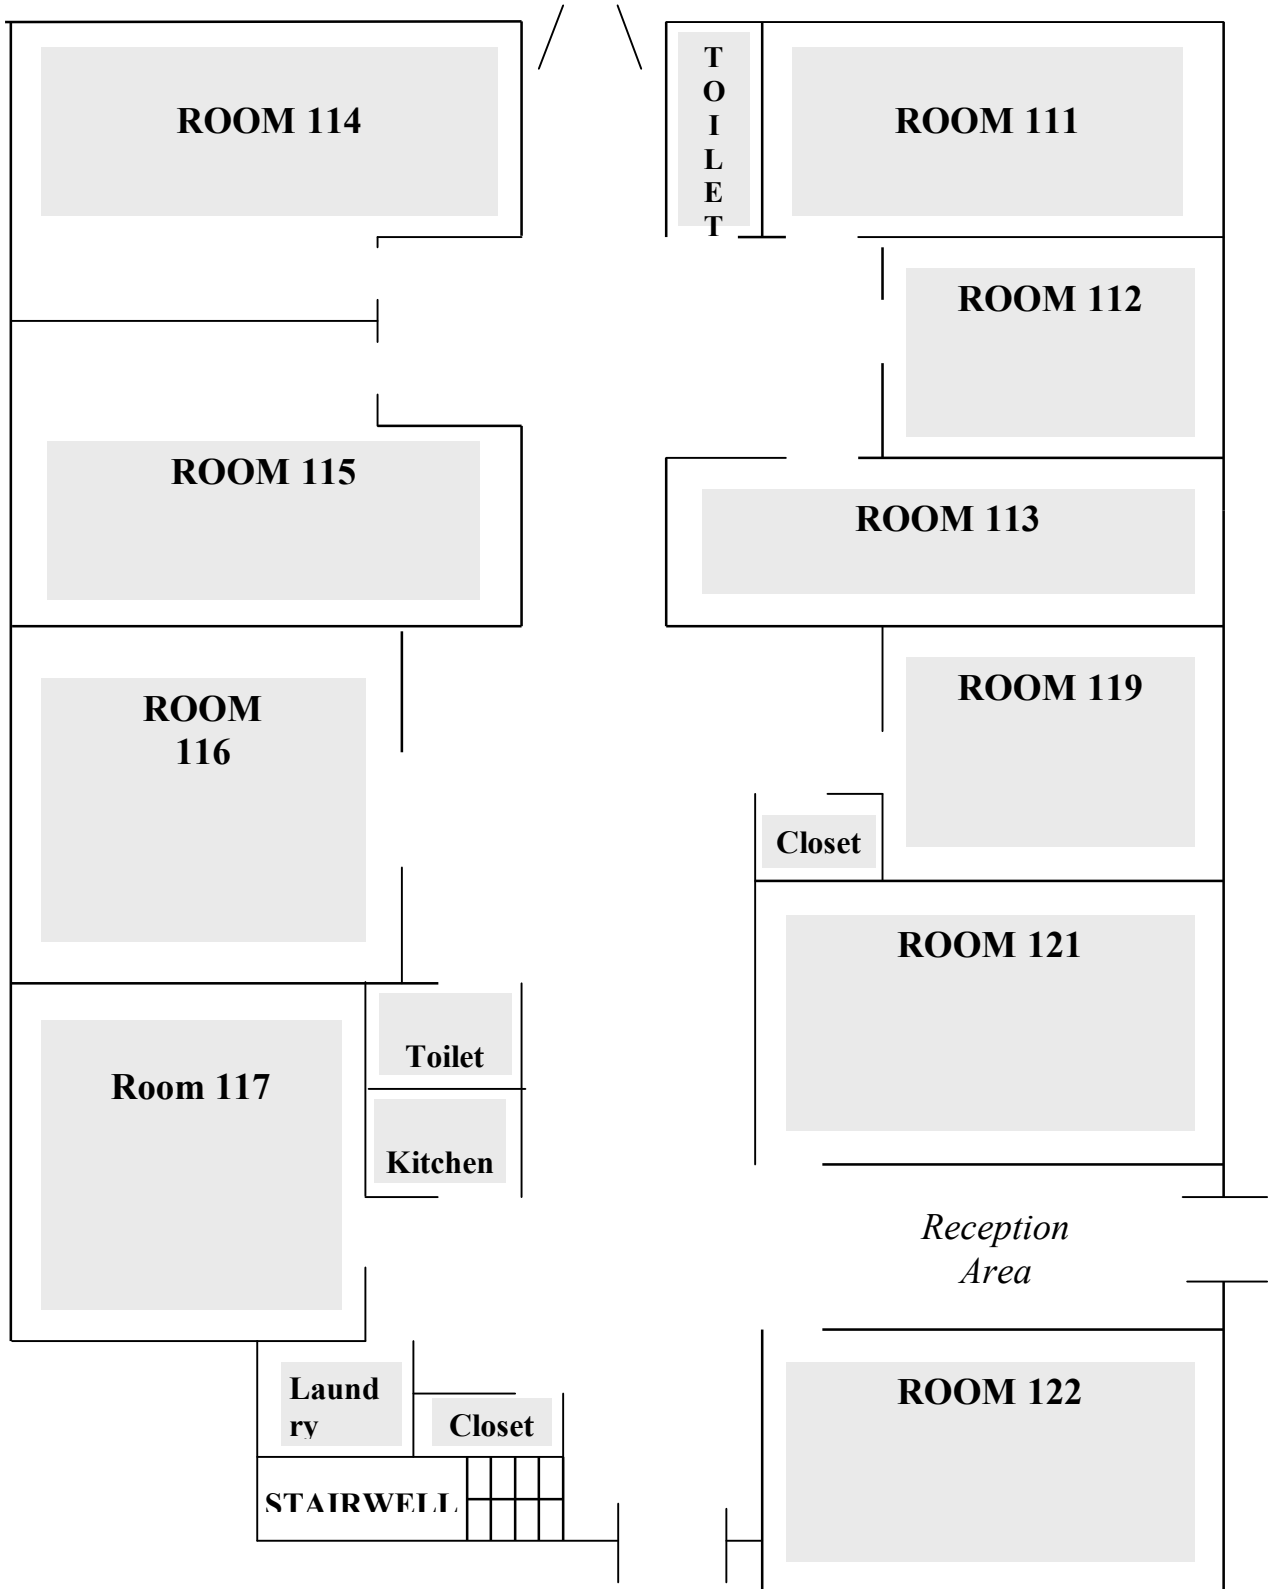 ROOM 114
T
O
I
L
E
T
ROOM 111
ROOM 112
ROOM 115
ROOM 113
ROOM
116
ROOM 119
Closet
ROOM 121
Toilet
Room 117
Kitchen
Reception
Area
Laund
ry
Closet
ROOM 122
STAIRWELL